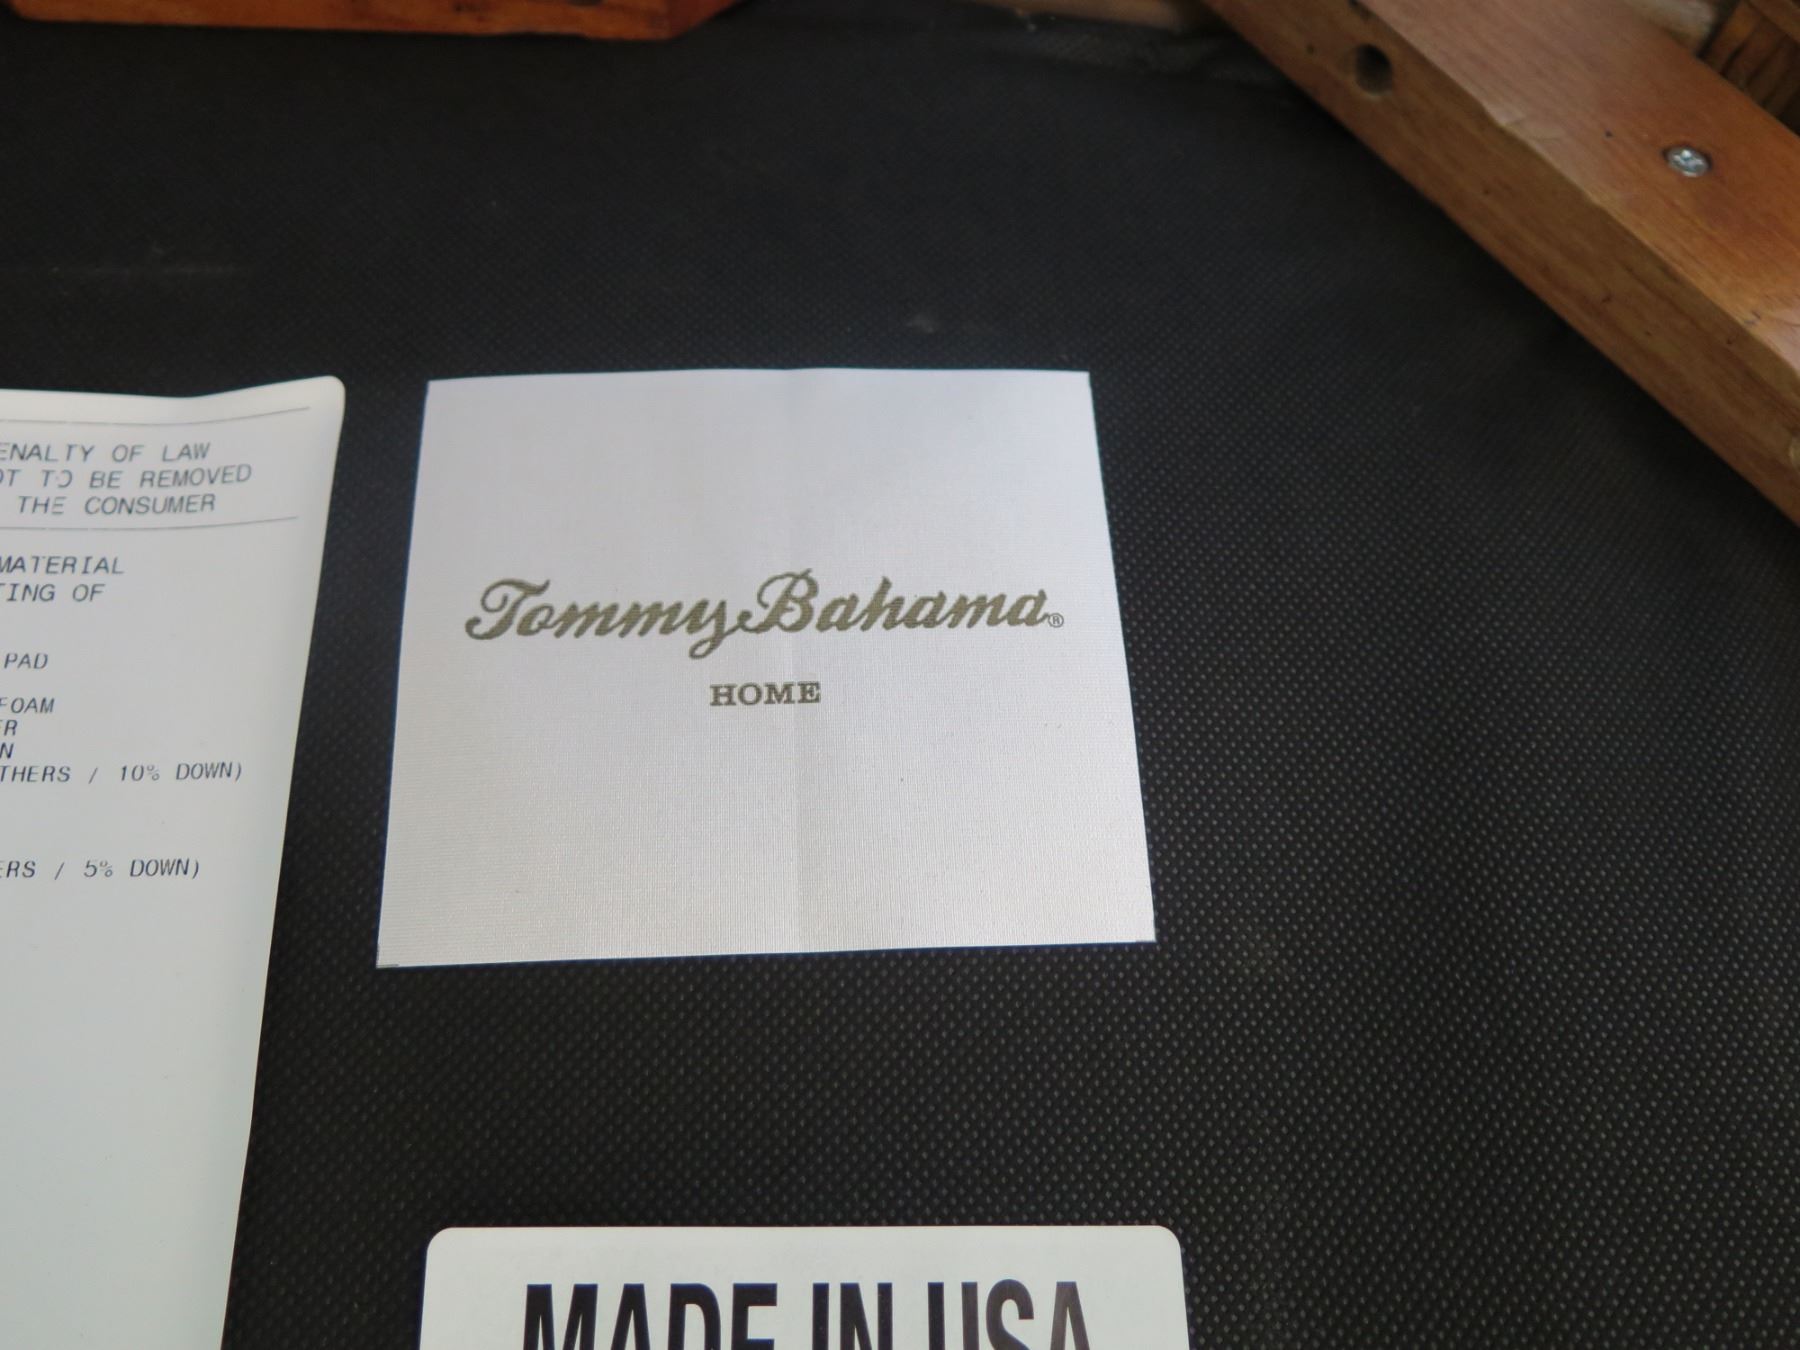 ENALTY OF LAW
OT TO BE REMOVED
THE CONSUMER
MATERIAL
TING OF
PAD
FOAM
ER
N
THERS / 10% DOWN)
ERS / 5% DOWN)
Tommy Bahama®
HOME
MADE IN USA